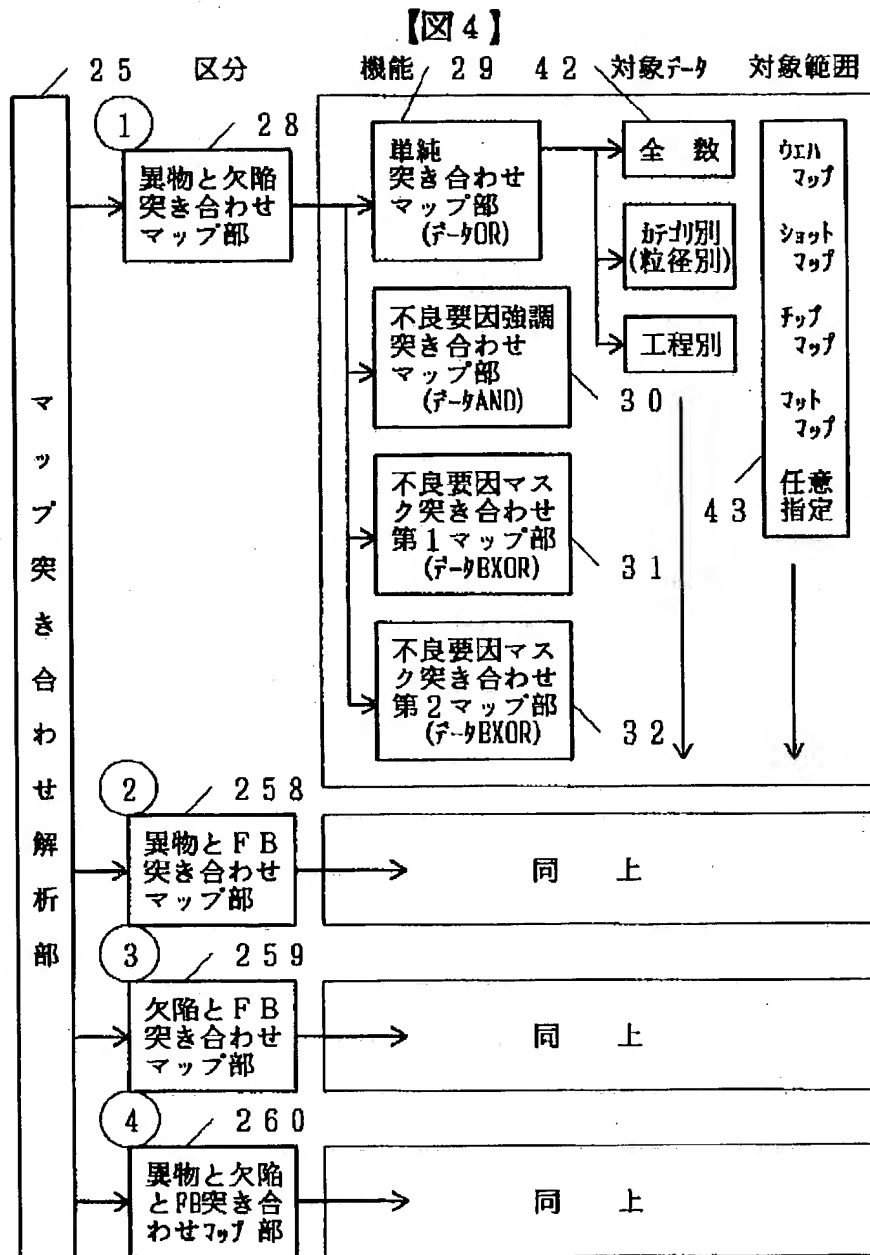 【図4】
25 区分 機能 29 42 対象データ 対象範囲
マップ突き合わせ解析部
1
28
異物と欠陥
突き合わせ
マップ部
単純
突き合わせ
マップ部
(データOR)
全 数
カテゴリ別
(粒径別)
工程別
ウエハ
マップ
ショット
マップ
チップ
マップ
マット
マップ
任意
指定
43
不良要因強調
突き合わせ
マップ部
(データAND)
30
不良要因マス
ク突き合わせ
第1マップ部
(データEXOR)
31
不良要因マス
ク突き合わせ
第2マップ部
(データEXOR)
32
2
258
異物とFB
突き合わせ
マップ部
同 上
3
259
欠陥とFB
突き合わせ
マップ部
同 上
4
260
異物と欠陥
とFB突き合
わせマップ部
同 上